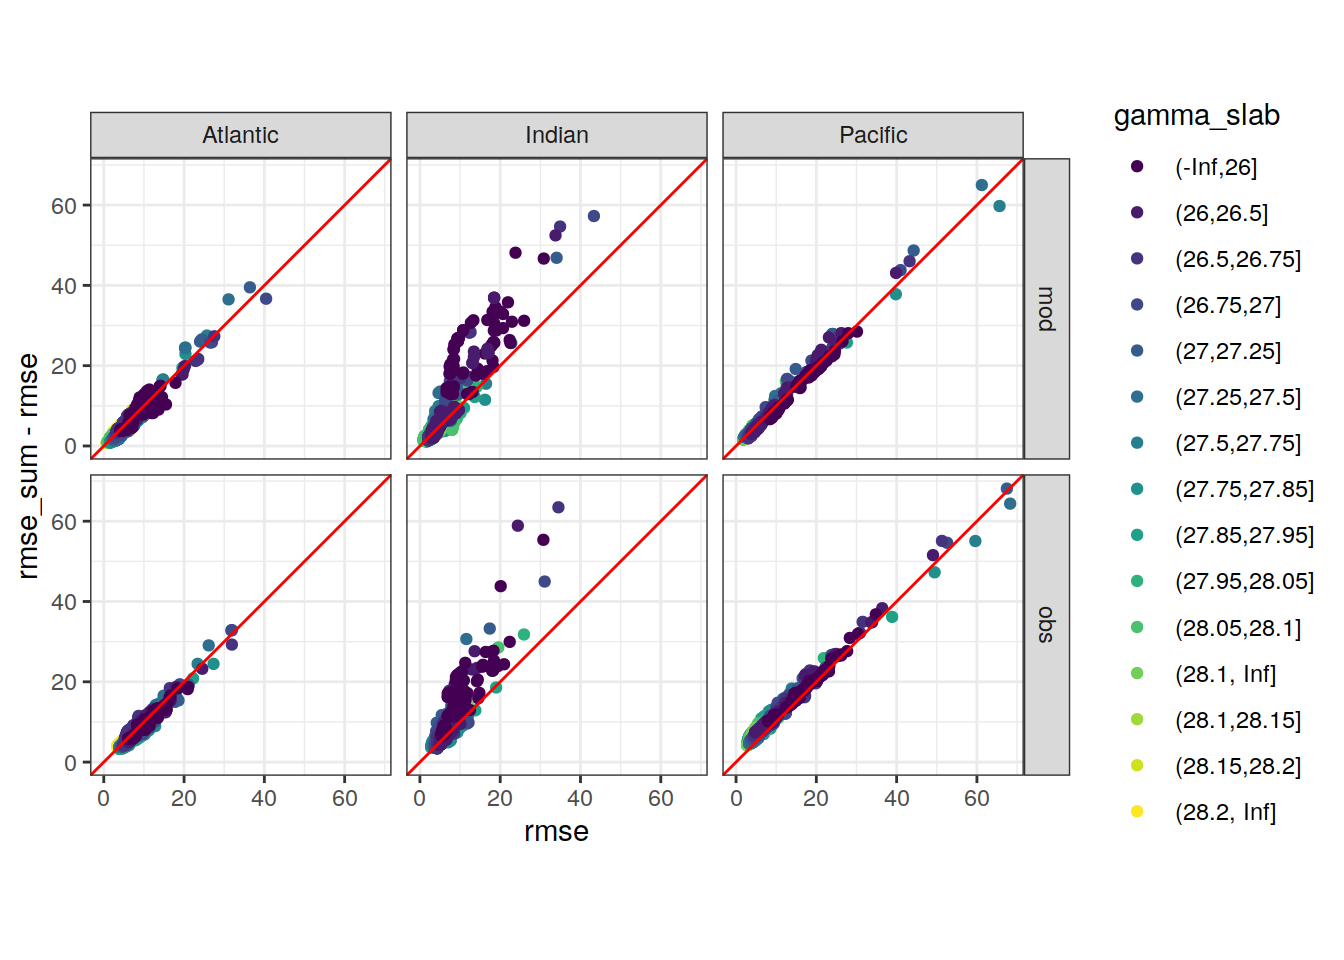 Atlantic
Indian
Pacific
gamma_slab
(-Inf,26]
(26,26.5]
(26.5,26.75]
(26.75,27]
(27,27.25]
(27.25,27.5]
(27.5,27.75]
(27.75,27.85]
(27.85,27.95]
(27.95,28.05]
(28.05,28.1]
(28.1, Inf]
(28.1,28.15]
(28.15,28.2]
(28.2, Inf]
mod
obs
rmse_sum - rmse
60
40
20
0
60
40
20
0
0 20 40 60
0 20 40 60
0 20 40 60
rmse